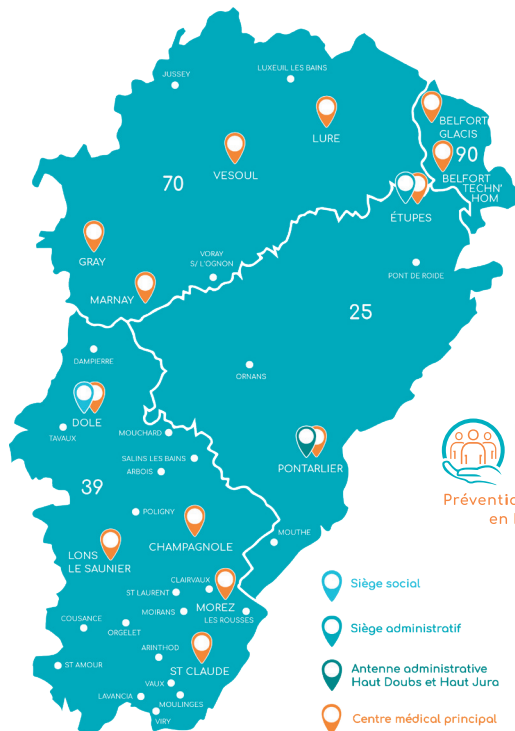 JUSSEY
LUXEUIL LES BAINS
LURE
BELFORT
GLACIS
VESOUL
90
BELFORT
TECHN'
HOM
70
ÉTUPES
GRAY
VORAY
S/ L'OGNON
PONT DE ROIDE
MARNAY
25
DAMPIERRE
ORNANS
DOLE
TAVAUX
MOUCHARD
SALINS LES BAINS
ARBOIS
PONTARLIER
39
POLIGNY
CHAMPAGNOLE
MOUTHE
LONS
LE SAUNIER
CLAIRVAUX
ST LAURENT
MOREZ
MOIRANS
LES ROUSSES
COUSANCE
ORGELET
ARINTHOD
ST CLAUDE
ST AMOUR
VAUX
LAVANCIA
MOULINGES
VIRY
Préventio
en
Siège social
Siège administratif
Antenne administrative
Haut Doubs et Haut Jura
Centre médical principal